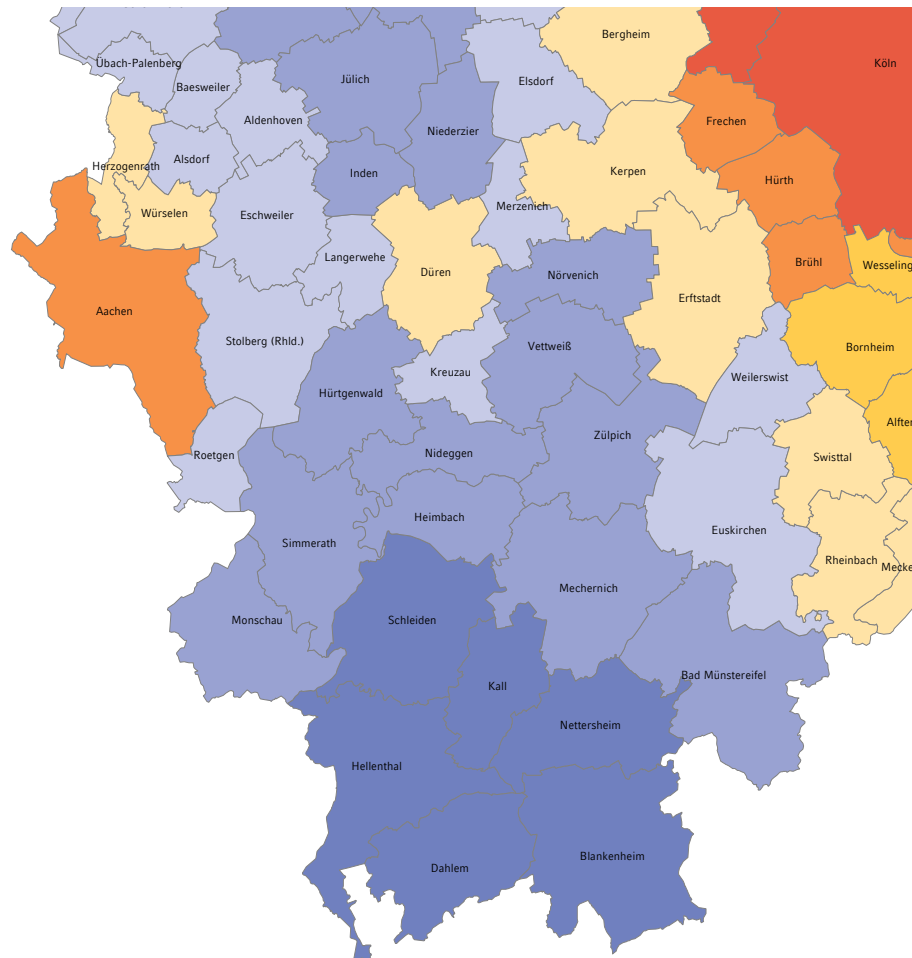 Bergheim
Übach-Palenberg
Köln
Jülich
Elsdorf
Baesweiler
Aldenhoven
Frechen
Niederzier
Alsdorf
Herzogenrath
Inden
Kerpen
Hürth
Würselen
Eschweiler
Merzenich
Langerwehe
Düren
Nörvenich
Brühl
Wesseling
Erftstadt
Aachen
Stolberg (Rhld.)
Vettweiß
Bornheim
Kreuzau
Weilerswist
Hürtgenwald
Alfter
Zülpich
Roetgen
Nideggen
Swisttal
Heimbach
Euskirchen
Simmerath
Rheinbach
Mecke
Mechernich
Monschau
Schleiden
Bad Münstereifel
Kall
Nettersheim
Hellenthal
Blankenheim
Dahlem